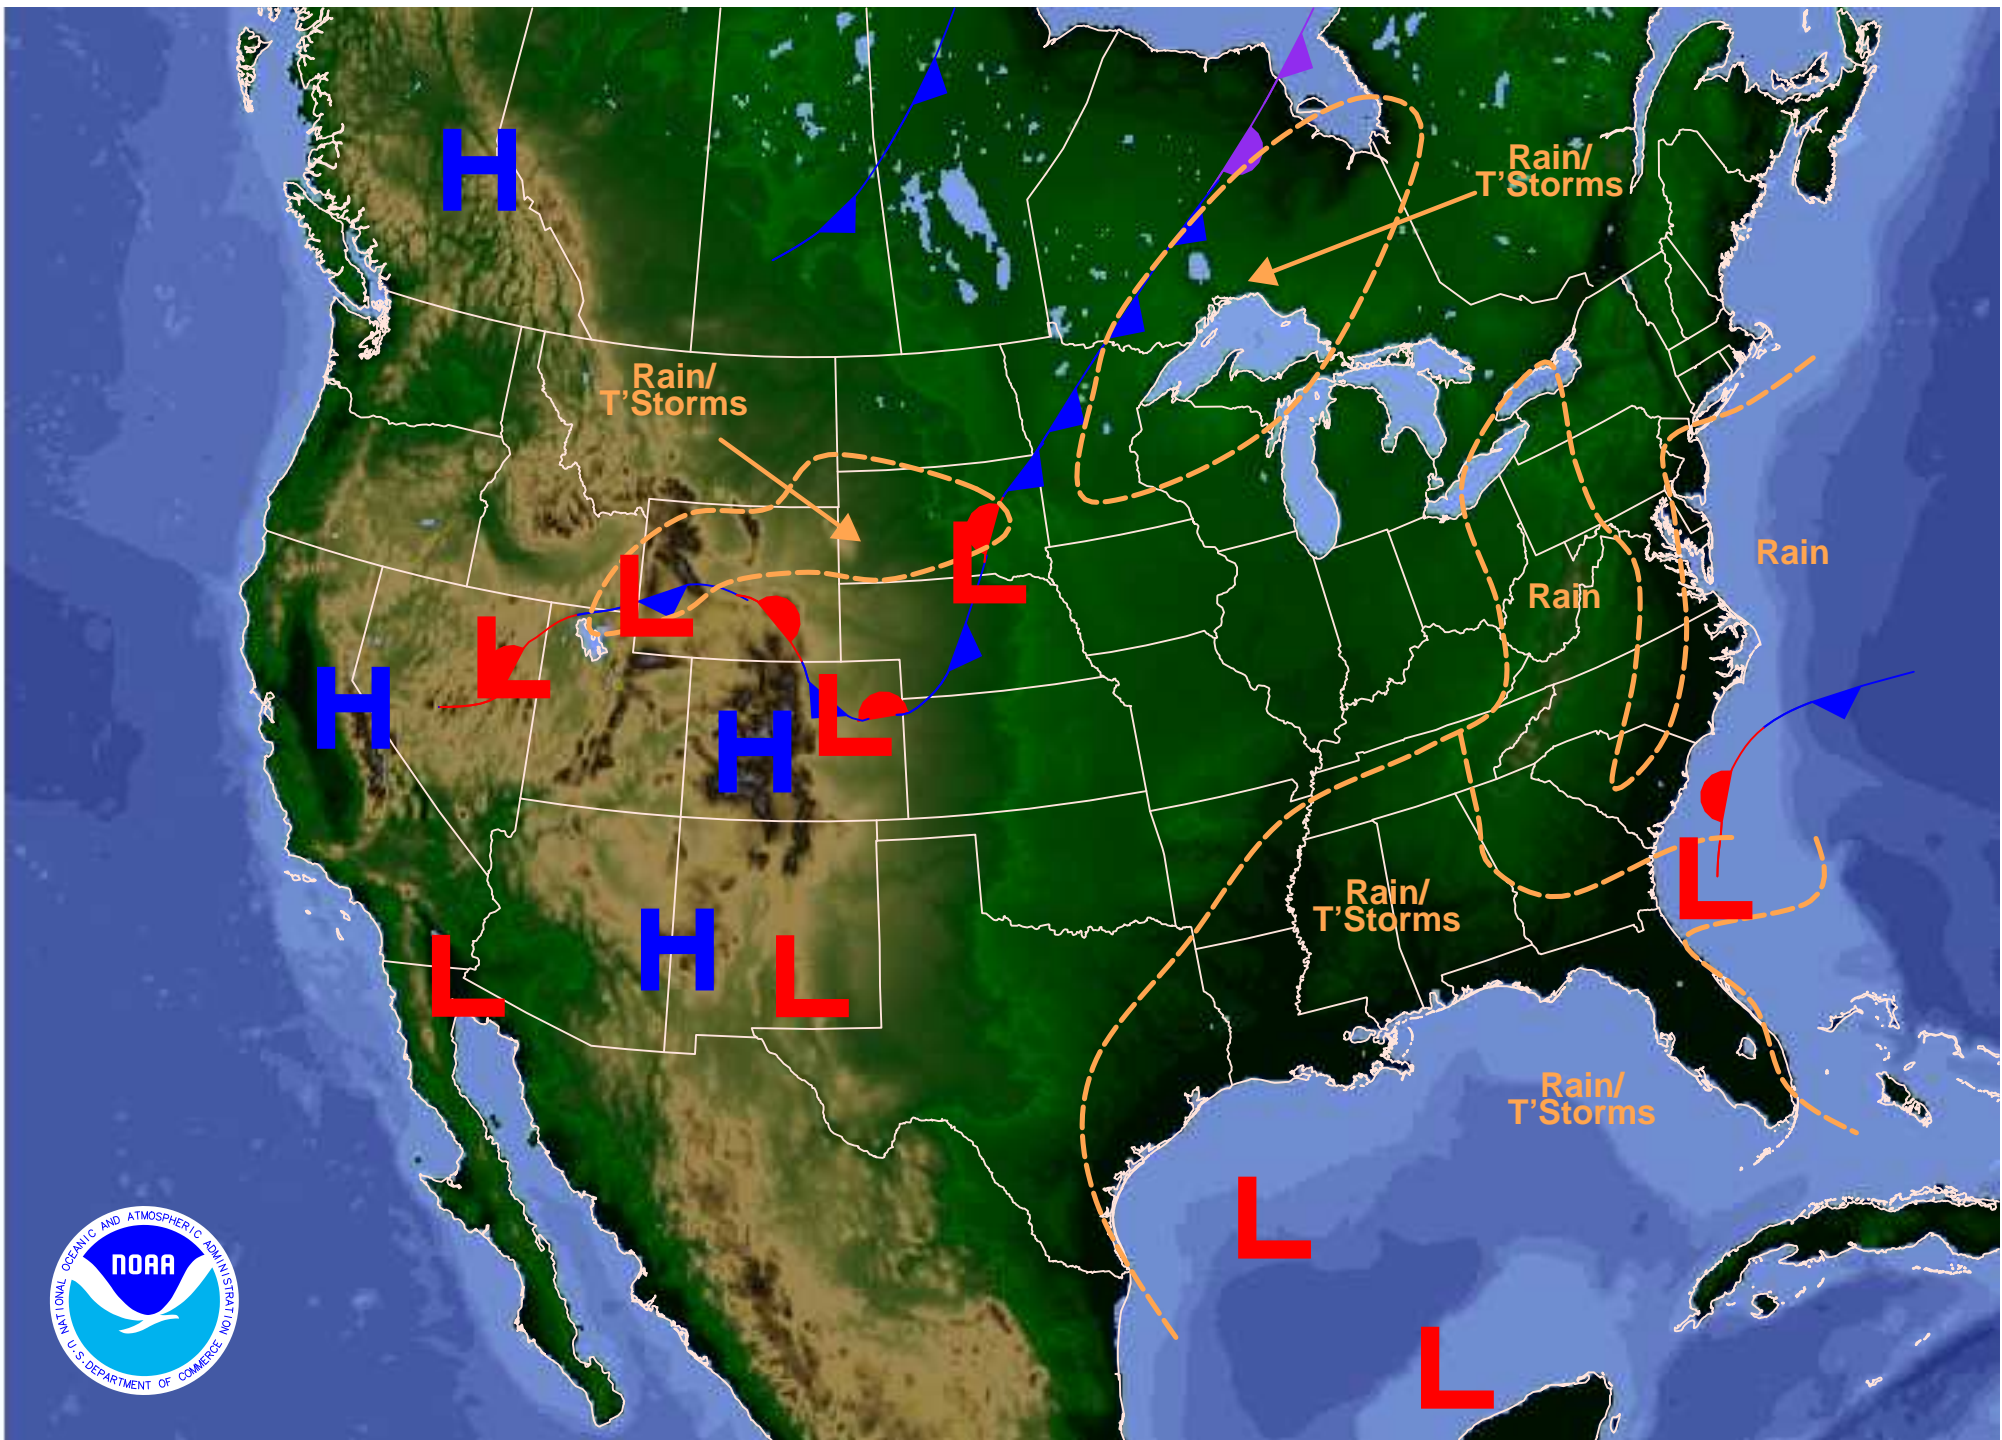 H
Rain/
T'Storms
Rain/
T'Storms
L
L
L
H
L
H
Rain
Rain
H
L
L
Rain/
T'Storms
L
Rain/
T'Storms
L
L
NATIONAL OCEANIC AND ATMOSPHERIC ADMINISTRATION
NOAA
U.S. DEPARTMENT OF COMMERCE